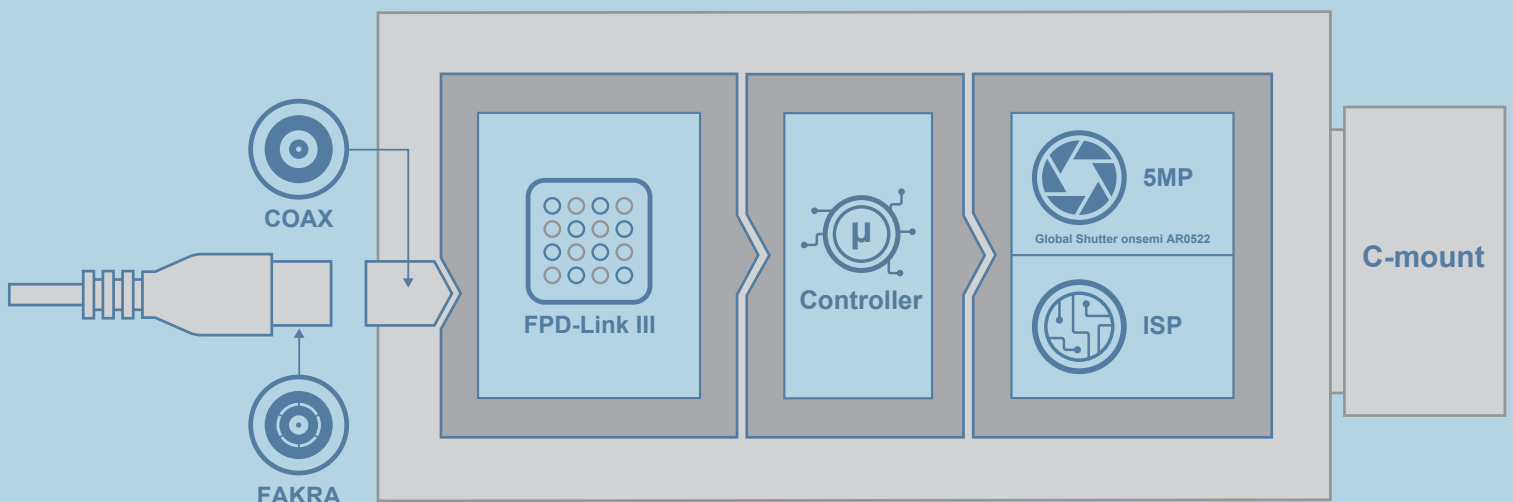 COAX
FAKRA
FPD-Link III
µ
Controller
5MP
Global Shutter onsemi AR0522
ISP
C-mount